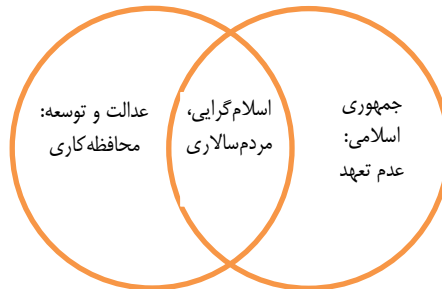 جمهوری
اسلامی:
عدم تعهد
اسلام‌گرایی،
مردم‌سالاری
عدالت و توسعه:
محافظه‌کاری